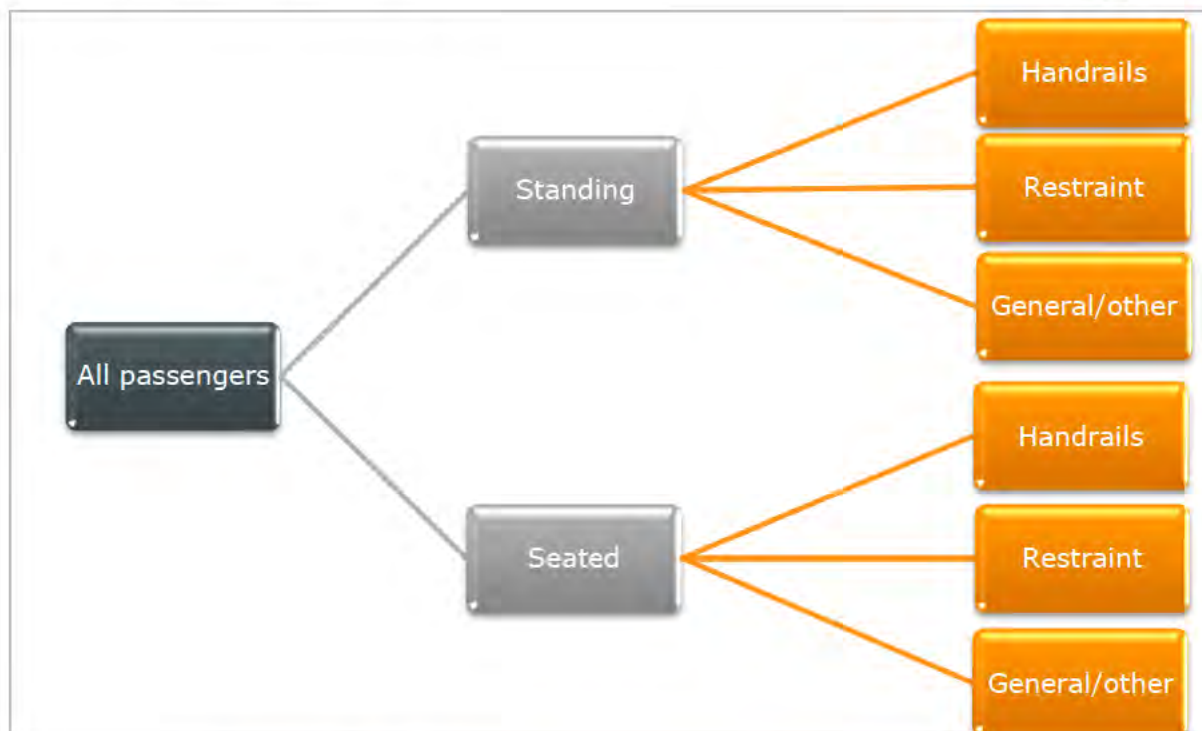 All passengers
Standing
Handrails
Restraint
General/other
Seated
Handrails
Restraint
General/other